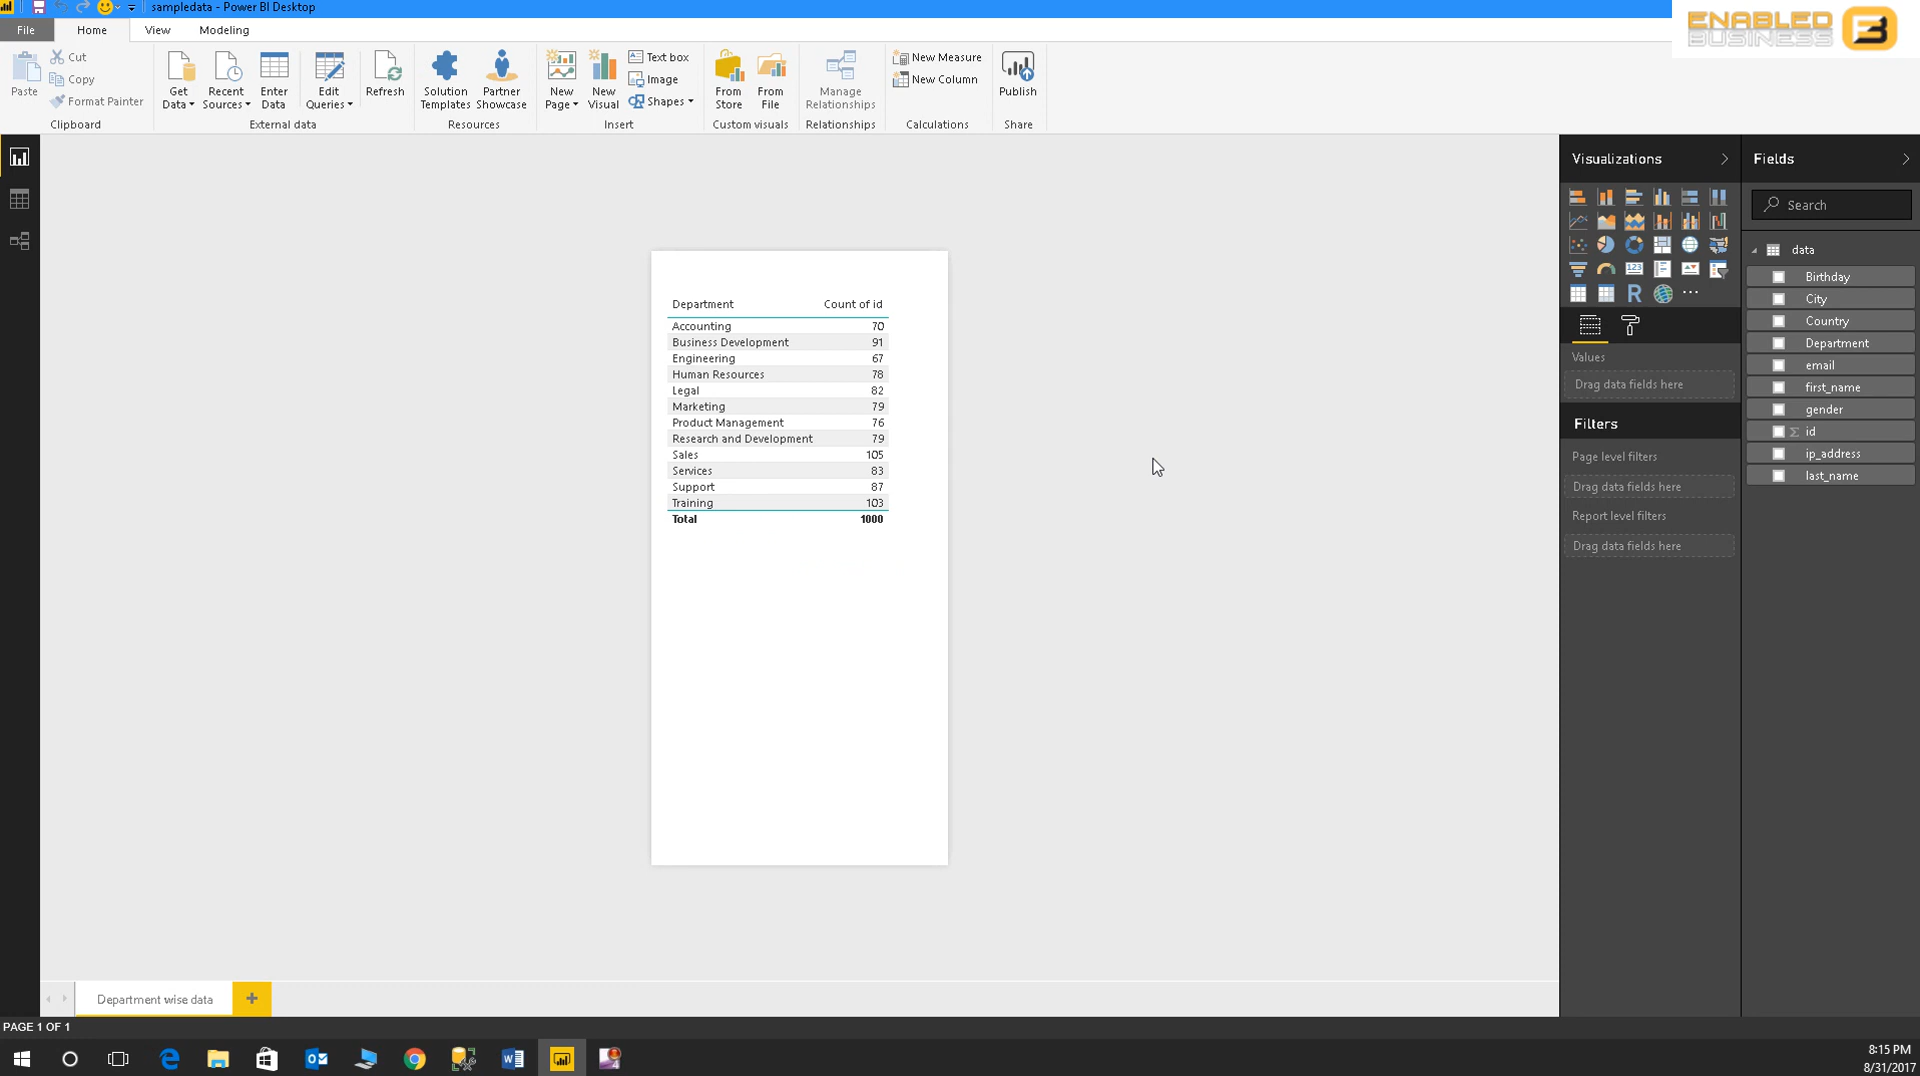 sampledata - Power BI Desktop
ENABLED
BUSINESS
File Home View Modeling
Paste
Cut
Copy
Format Painter
Clipboard
Get Data
Recent Sources
Enter Data
Edit Queries
External data
Refresh
Solution Templates
Partner Showcase
Resources
New Page
New Visual
Text box
Image
Shapes
Insert
From Store
From File
Custom visuals
Manage Relationships
Relationships
New Measure
New Column
Calculations
Publish
Share
Department Count of id
Accounting 70
Business Development 91
Engineering 67
Human Resources 78
Legal 82
Marketing 79
Product Management 76
Research and Development 79
Sales 105
Services 83
Support 87
Training 103
Total 1000
Visualizations
R
Values
Drag data fields here
Filters
Page level filters
Drag data fields here
Report level filters
Drag data fields here
Fields
Search
data
Birthday
City
Country
Department
email
first_name
gender
Σ id
ip_address
last_name
Department wise data +
PAGE 1 OF 1
8:15 PM
8/31/2017